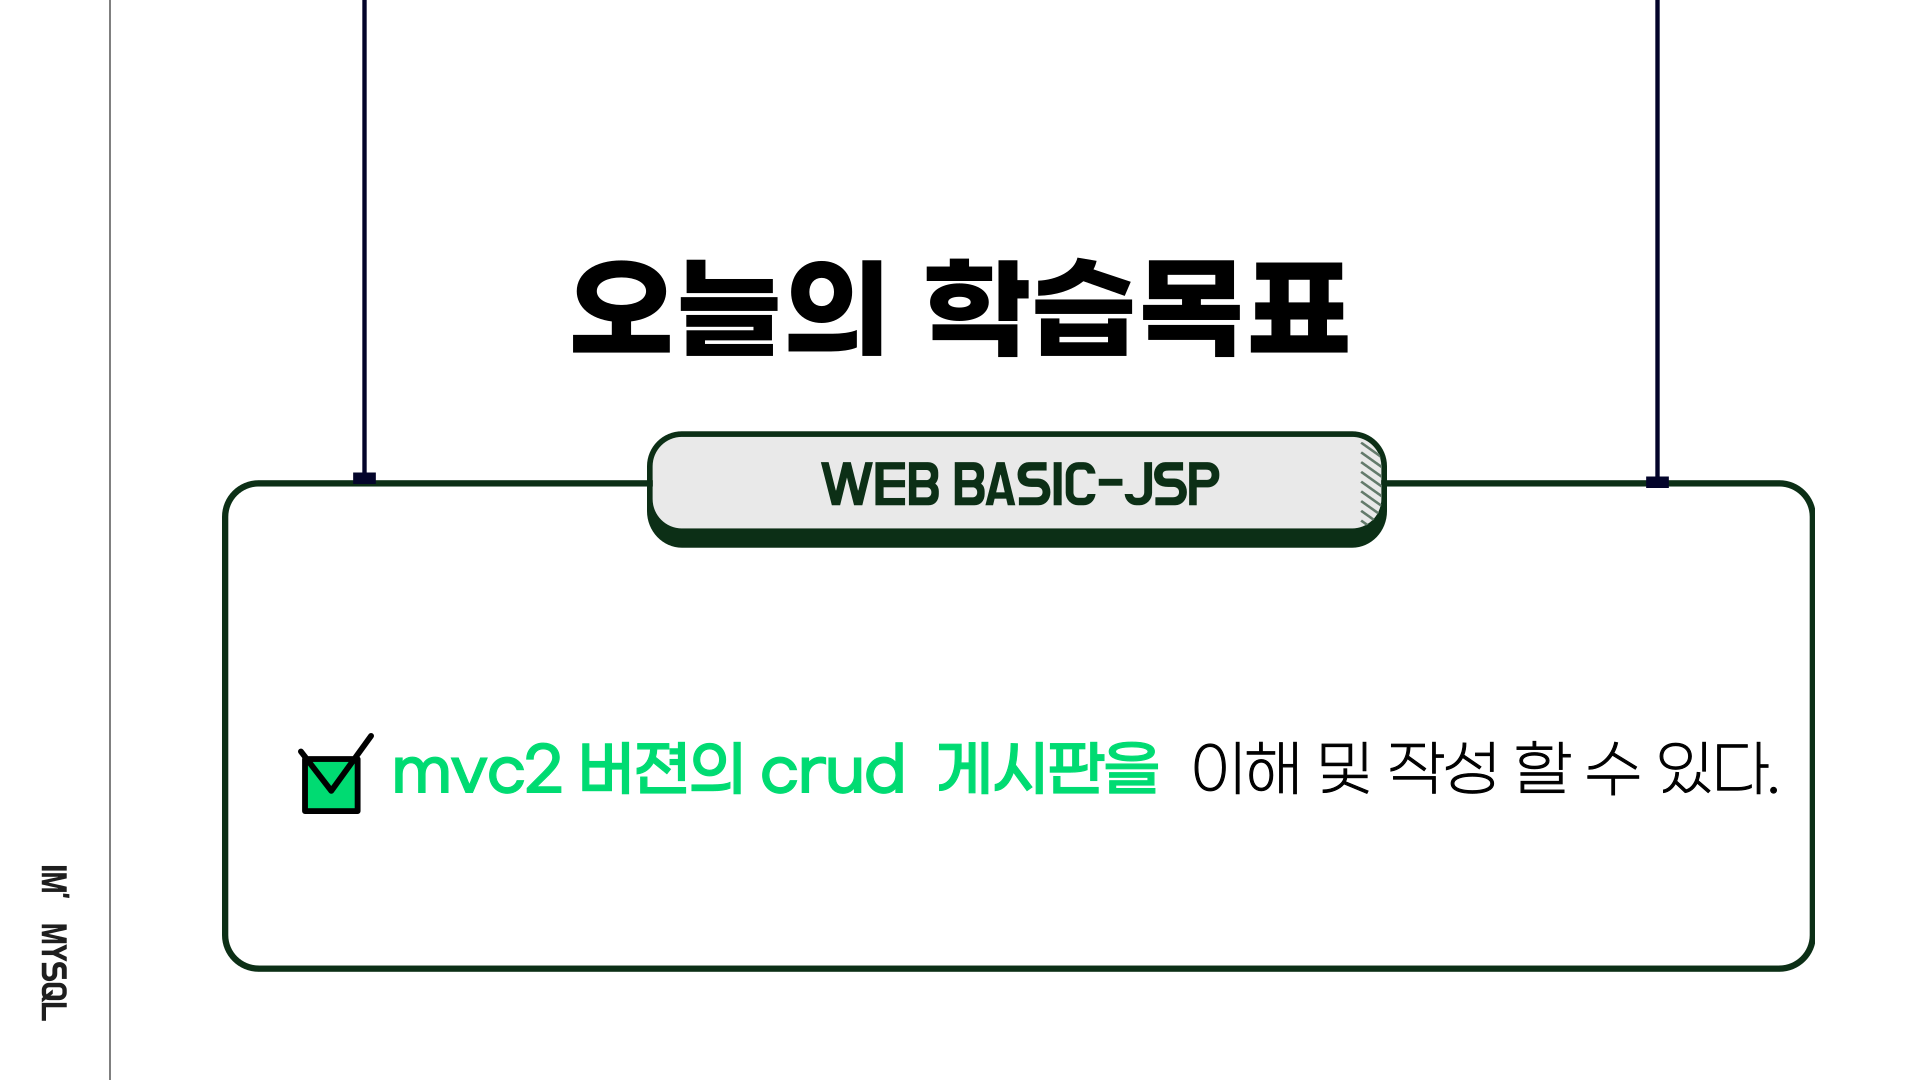 오늘의 학습목표
WEB BASIC-JSP
mvc2 버젼의 crud 게시판을 이해 및 작성 할 수 있다.
IM' MYSQL